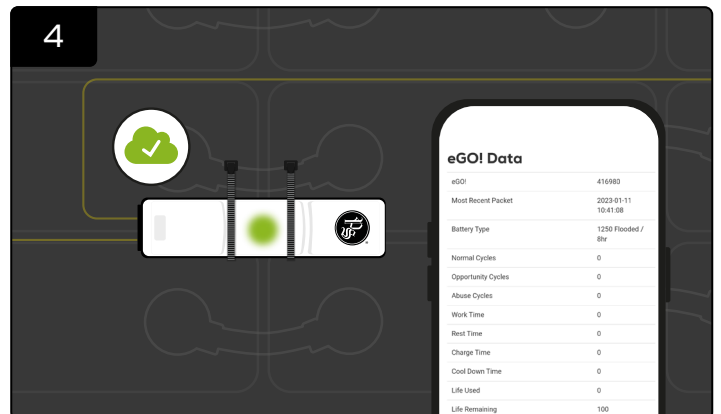 4
eGO! Data
eGO! 416980
Most Recent Packet 2023-01-11
10:41:08
Battery Type 1250 Flooded /
8hr
Normal Cycles 0
Opportunity Cycles 0
Abuse Cycles 0
Work Time 0
Rest Time 0
Charge Time 0
Cool Down Time 0
Life Used 0
Life Remaining 100